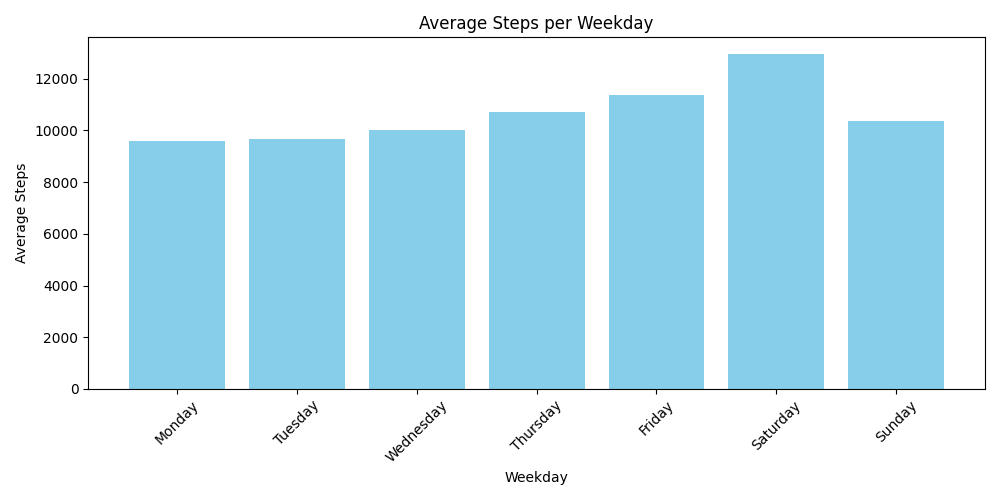 Average Steps per Weekday
Average Steps
12000
10000
8000
6000
4000
2000
0
Monday
Tuesday
Wednesday
Thursday
Friday
Saturday
Sunday
Weekday